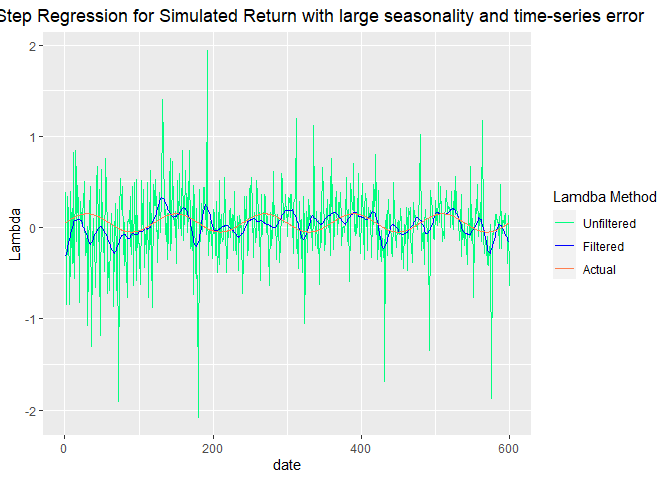 Step Regression for Simulated Return with large seasonality and time-series error
2
1
0
-1
-2
Lambda
0
200
400
600
date
Lamdba Method
Unfiltered
Filtered
Actual